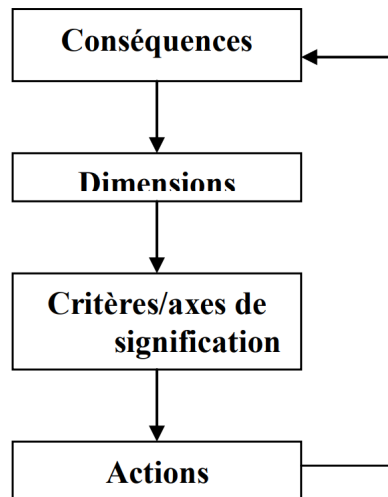 Conséquences
Dimensions
Critères/axes de
signification
Actions